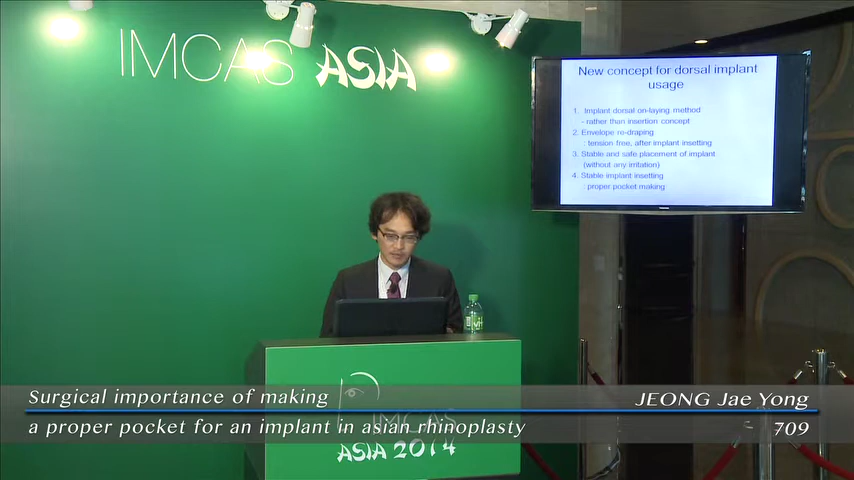 IMCAS ASIA
New concept for dorsal implant
usage
1. Implant dorsal on-laying method
- rather than insertion concept
2. Envelope re-draping
: tension free, after implant insetting
3. Stable and safe placement of implant
(without any irritation)
4. Stable implant insetting
: proper pocket making
Surgical importance of making
JEONG Jae Yong
a proper pocket for an implant in asian rhinoplasty
709
IMCAS
ASIA 2014